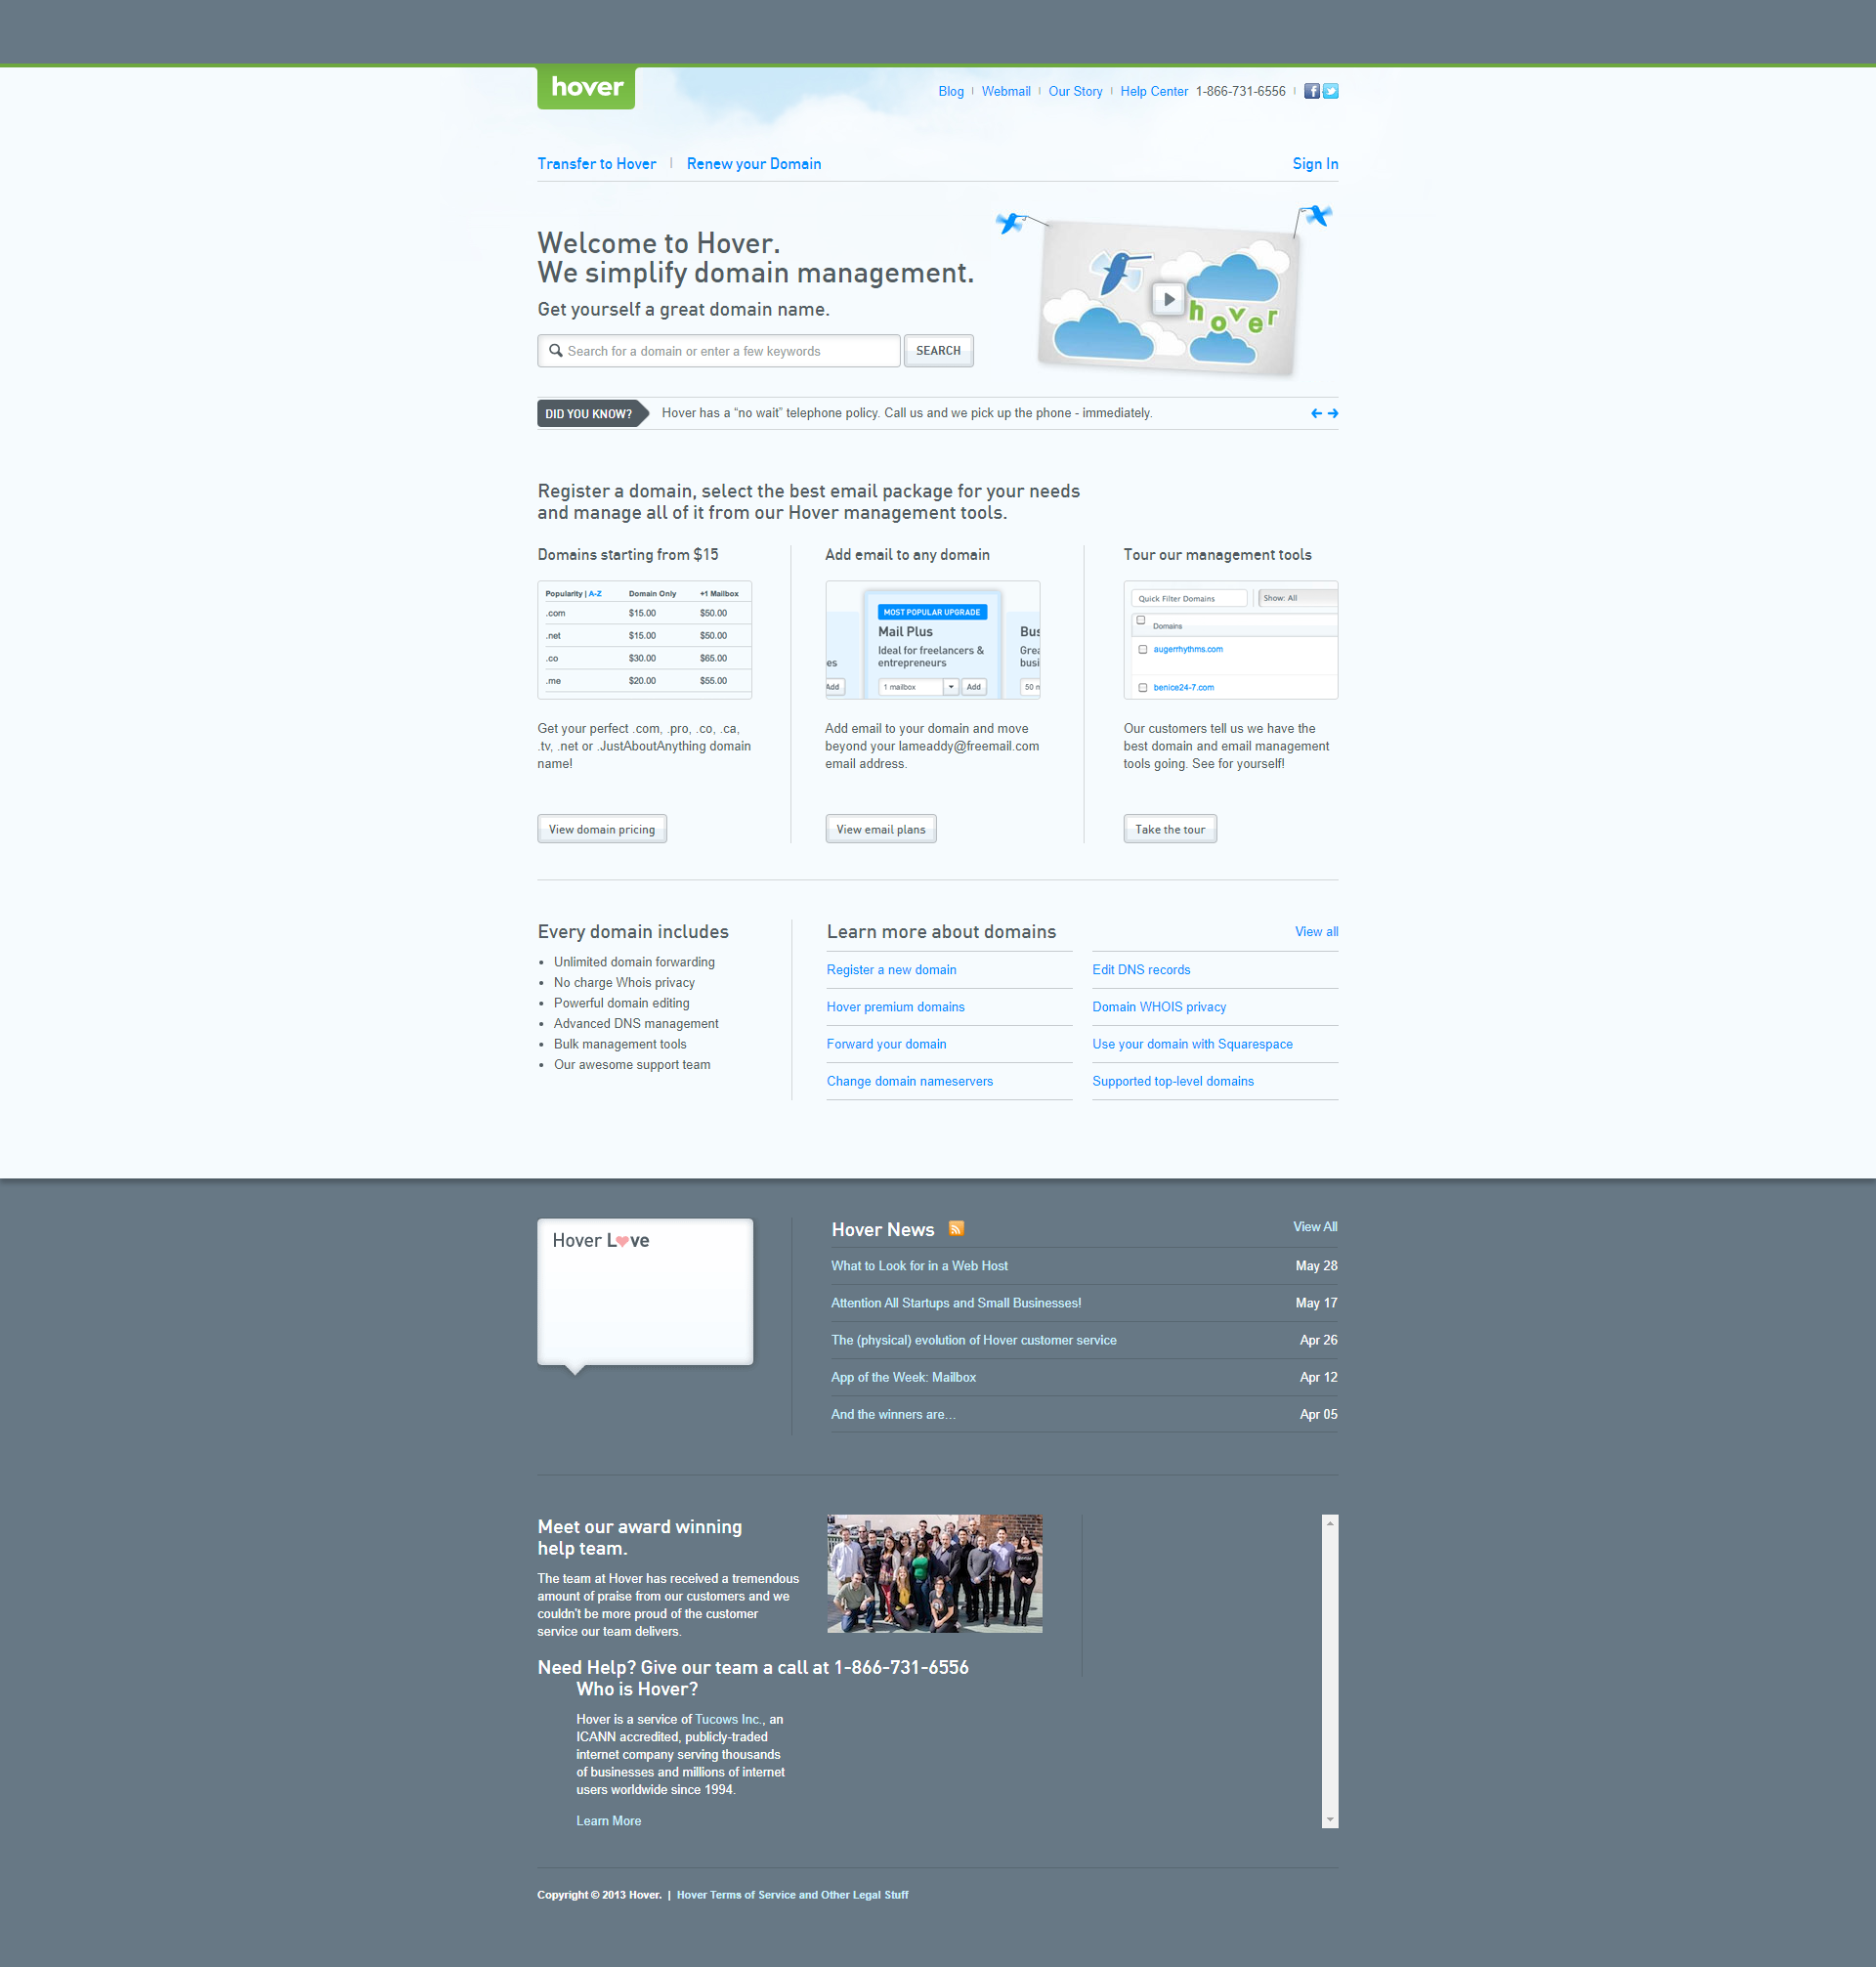 hover
Blog | Webmail | Our Story | Help Center 1-866-731-6556 |
Transfer to Hover | Renew your Domain
Sign In
Welcome to Hover.
We simplify domain management.
Get yourself a great domain name.
Search for a domain or enter a few keywords
SEARCH
hover
DID YOU KNOW?
Hover has a “no wait” telephone policy. Call us and we pick up the phone - immediately.
Register a domain, select the best email package for your needs
and manage all of it from our Hover management tools.
Domains starting from $15
Popularity | A-Z Domain Only +1 Mailbox
.com $15.00 $50.00
.net $15.00 $50.00
.co $30.00 $65.00
.me $20.00 $55.00
Get your perfect .com, .pro, .co, .ca,
.tv, .net or .JustAboutAnything domain
name!
View domain pricing
Add email to any domain
MOST POPULAR UPGRADE
Mail Plus
Bus
Ideal for freelancers &
entrepreneurs
Grea
busi
es
Add
1 mailbox
Add
50 m
Add email to your domain and move
beyond your lameaddy@freemail.com
email address.
View email plans
Tour our management tools
Quick Filter Domains
Show: All
Domains
augerrhythms.com
benice24-7.com
Our customers tell us we have the
best domain and email management
tools going. See for yourself!
Take the tour
Every domain includes
• Unlimited domain forwarding
• No charge Whois privacy
• Powerful domain editing
• Advanced DNS management
• Bulk management tools
• Our awesome support team
Learn more about domains
View all
Register a new domain
Hover premium domains
Forward your domain
Change domain nameservers
Edit DNS records
Domain WHOIS privacy
Use your domain with Squarespace
Supported top-level domains
Hover L❤ve
Hover News
View All
What to Look for in a Web Host May 28
Attention All Startups and Small Businesses! May 17
The (physical) evolution of Hover customer service Apr 26
App of the Week: Mailbox Apr 12
And the winners are… Apr 05
Meet our award winning
help team.
The team at Hover has received a tremendous
amount of praise from our customers and we
couldn't be more proud of the customer
service our team delivers.
Need Help? Give our team a call at 1-866-731-6556
Who is Hover?
Hover is a service of Tucows Inc., an
ICANN accredited, publicly-traded
internet company serving thousands
of businesses and millions of internet
users worldwide since 1994.
Learn More
Copyright © 2013 Hover. | Hover Terms of Service and Other Legal Stuff